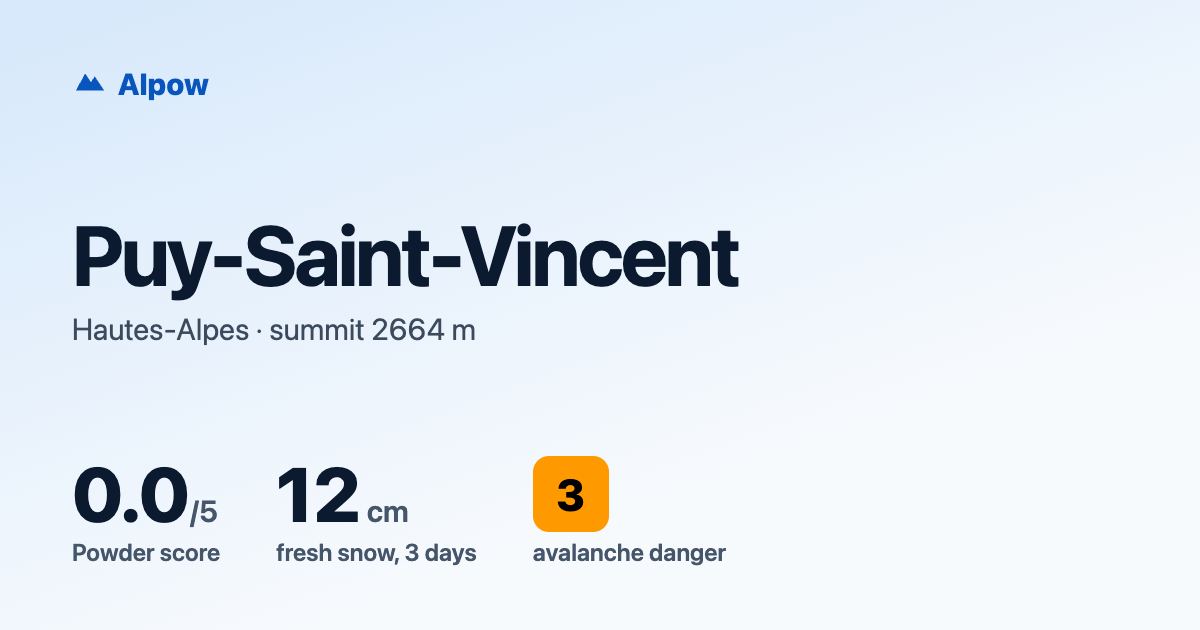 Alpow
Puy-Saint-Vincent
Hautes-Alpes · summit 2664 m
0.0/5
Powder score
12 cm
fresh snow, 3 days
3
avalanche danger